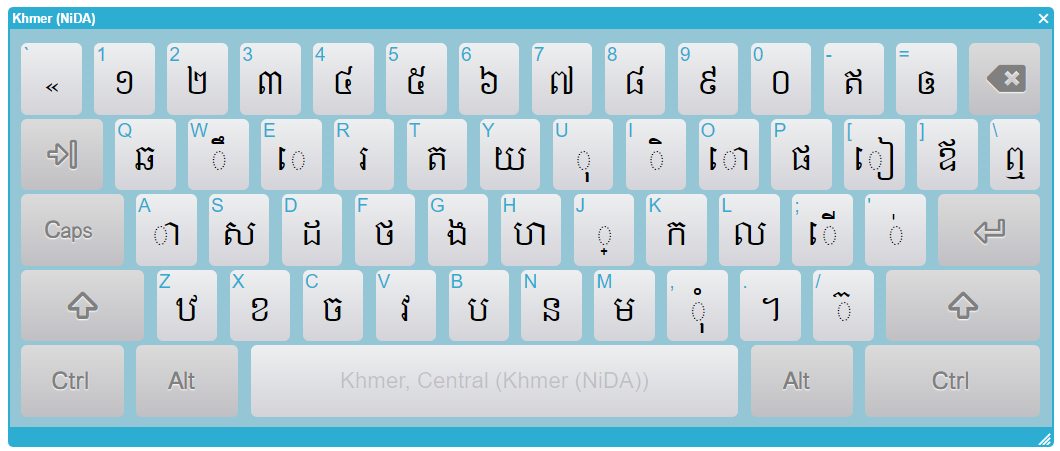 Khmer (NiDA)
` « 1 ១ 2 ២ 3 ៣ 4 ៤ 5 ៥ 6 ៦ 7 ៧ 8 ៨ 9 ៩ 0 ០ - ឥ = ឲ
Q ឆ W ឹ E េ R រ T ត Y យ U ុ I ិ O ោ P ផ [ ៀ ] ឪ \ ឮ
Caps A ា S ស D ដ F ថ G ង H ហ J ្ K ក L ល ; ើ ' ់
Z ឋ X ខ C ច V វ B ប N ន M ម , ុំ . ។ / ៊
Ctrl Alt Khmer, Central (Khmer (NiDA)) Alt Ctrl